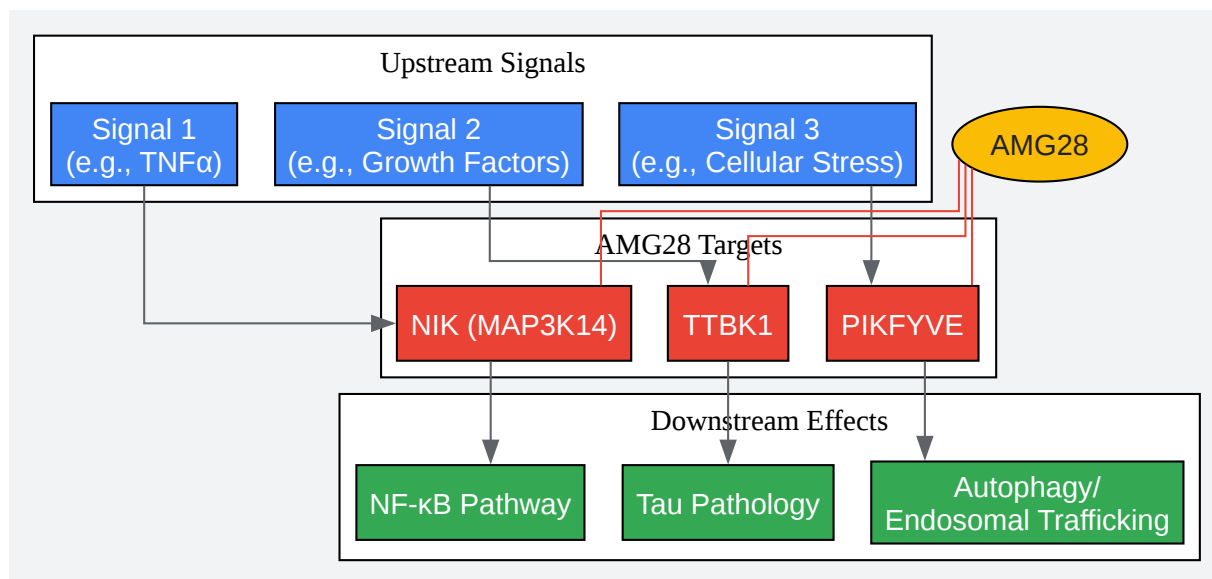 Upstream Signals
Signal 1
(e.g., TNFα)
Signal 2
(e.g., Growth Factors)
Signal 3
(e.g., Cellular Stress)
AMG28
AMG28 Targets
NIK (MAP3K14)
TTBK1
PIKFYVE
Downstream Effects
NF-κB Pathway
Tau Pathology
Autophagy/
Endosomal Trafficking